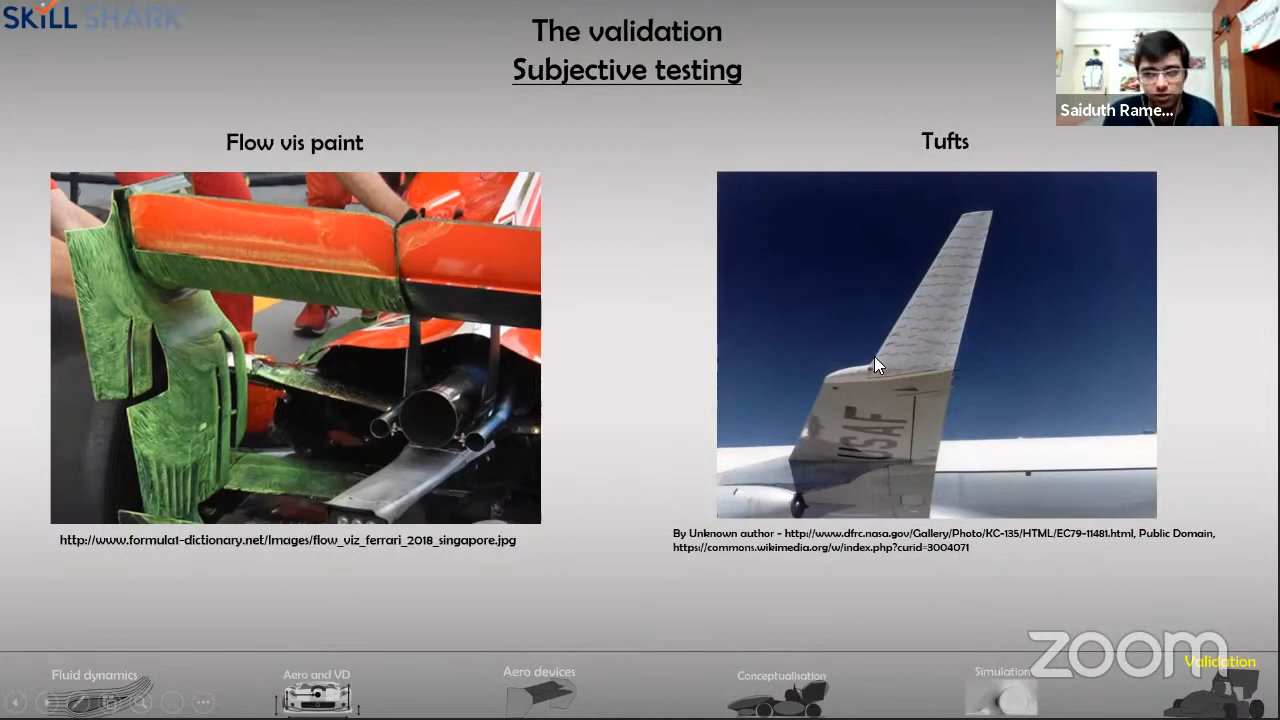 SKILL SHARK
The validation
Subjective testing
Saiduth Rame...
Flow vis paint
Tufts
USAF
http://www.formula1-dictionary.net/Images/flow_viz_ferrari_2018_singapore.jpg
By Unknown author - http://www.dfrc.nasa.gov/Gallery/Photo/KC-135/HTML/EC79-11481.html, Public Domain,
https://commons.wikimedia.org/w/index.php?curid=3004071
zoom
Fluid dynamics
Aero and VD
Aero devices
Conceptualisation
Simulation
Validation